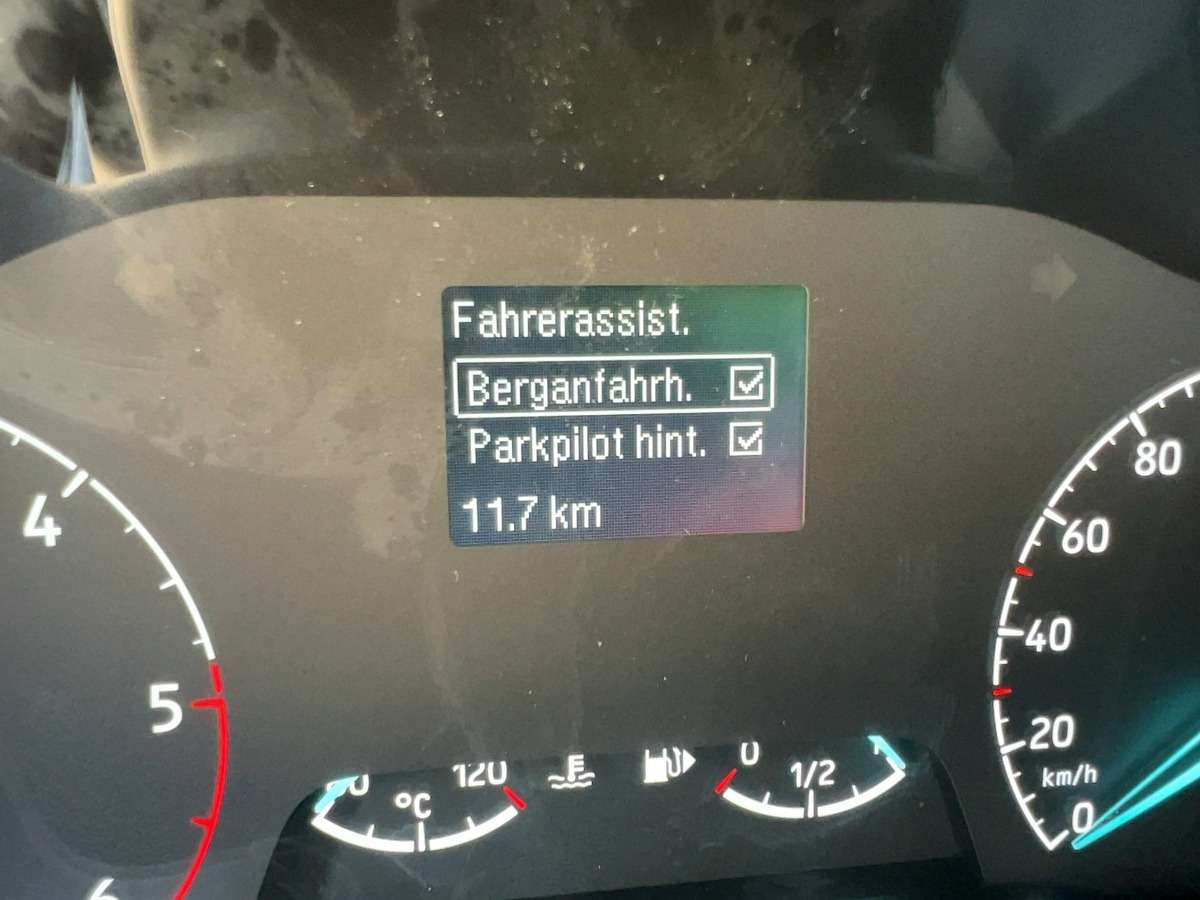 Fahrerassist.
Berganfahrh.
Parkpilot hint.
11.7 km
4
5
80
60
40
20
km/h
0
120
°C
0
1/2
1